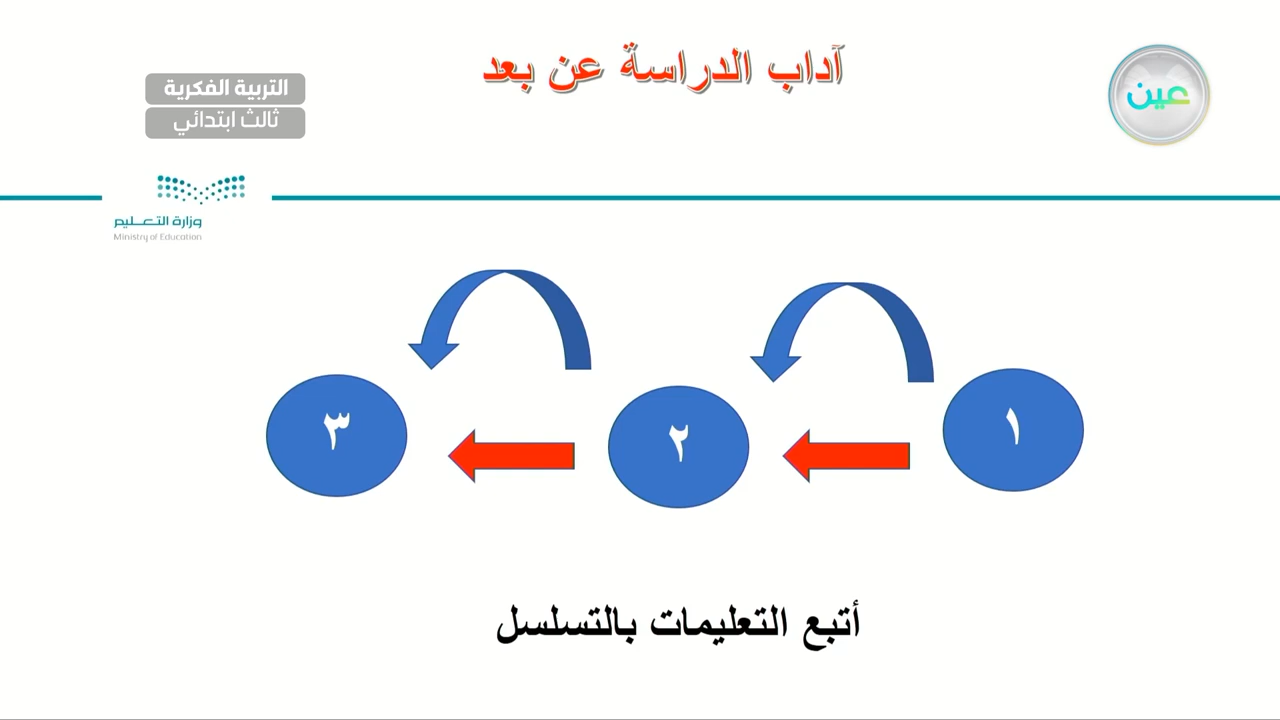 آداب الدراسة عن بعد
عين
التربية الفكرية
ثالث ابتدائي
وزارة التعليم
Ministry of Education
١
٢
٣
أتبع التعليمات بالتسلسل